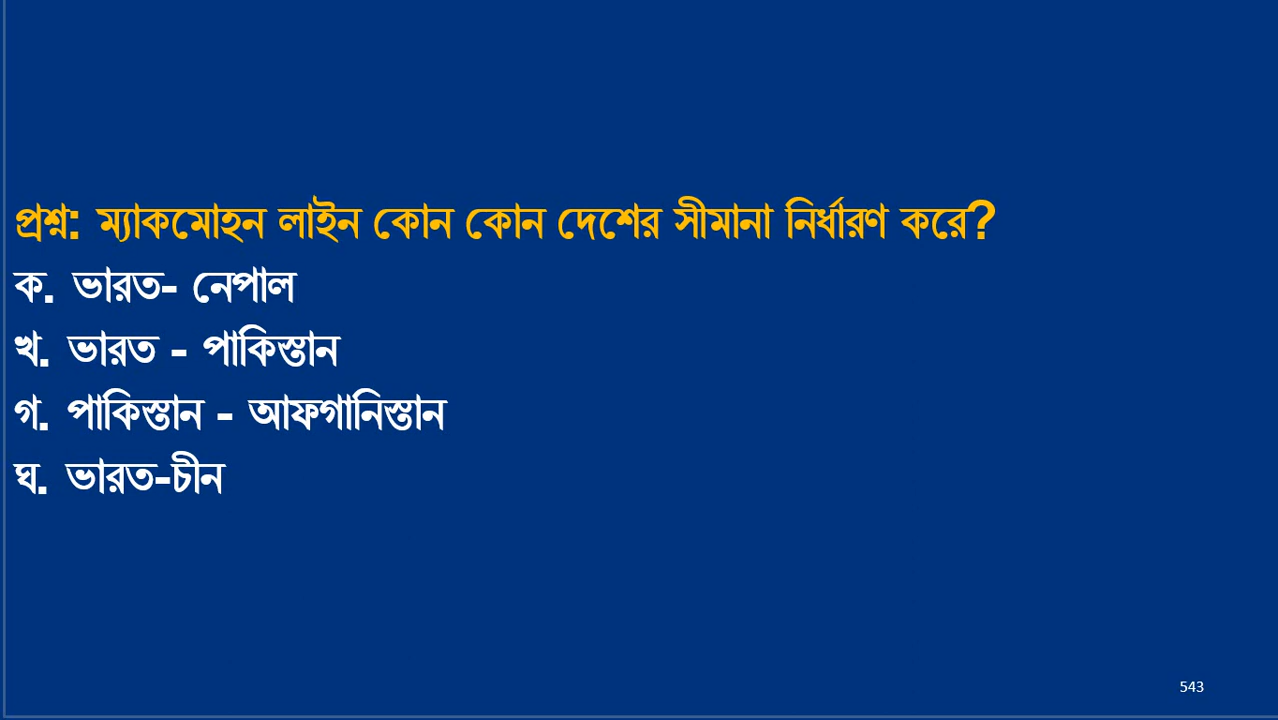 প্রশ্ন: ম্যাকমোহন লাইন কোন কোন দেশের সীমানা নির্ধারণ করে?
ক. ভারত- নেপাল
খ. ভারত - পাকিস্তান
গ. পাকিস্তান - আফগানিস্তান
ঘ. ভারত-চীন
543